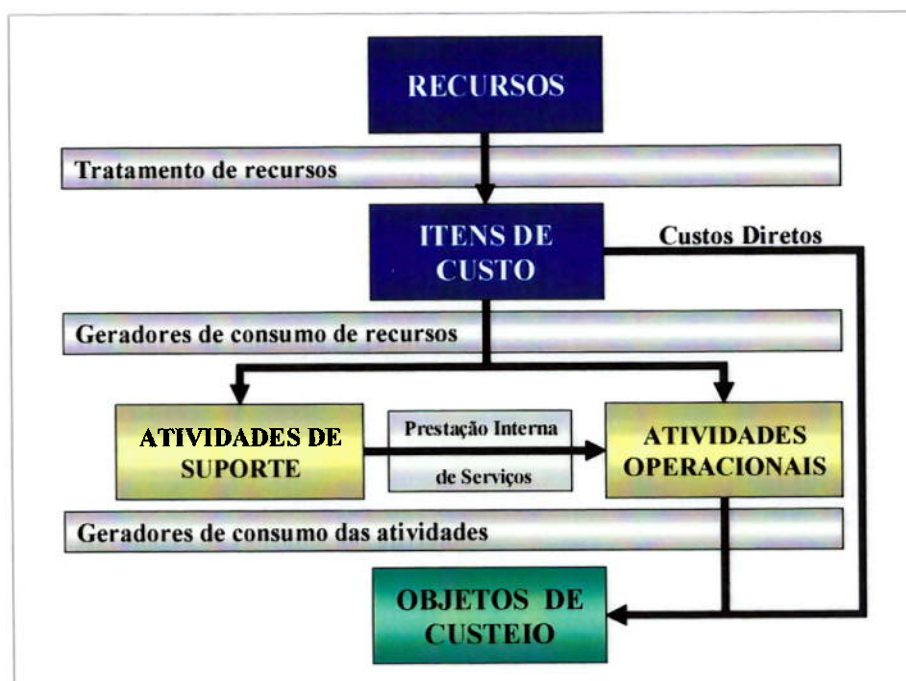 RECURSOS
Tratamento de recursos
ITENS DE
CUSTO
Custos Diretos
Geradores de consumo de recursos
ATIVIDADES DE
SUPORTE
Prestação Interna
de Serviços
ATIVIDADES
OPERACIONAIS
Geradores de consumo das atividades
OBJETOS DE
CUSTEIO